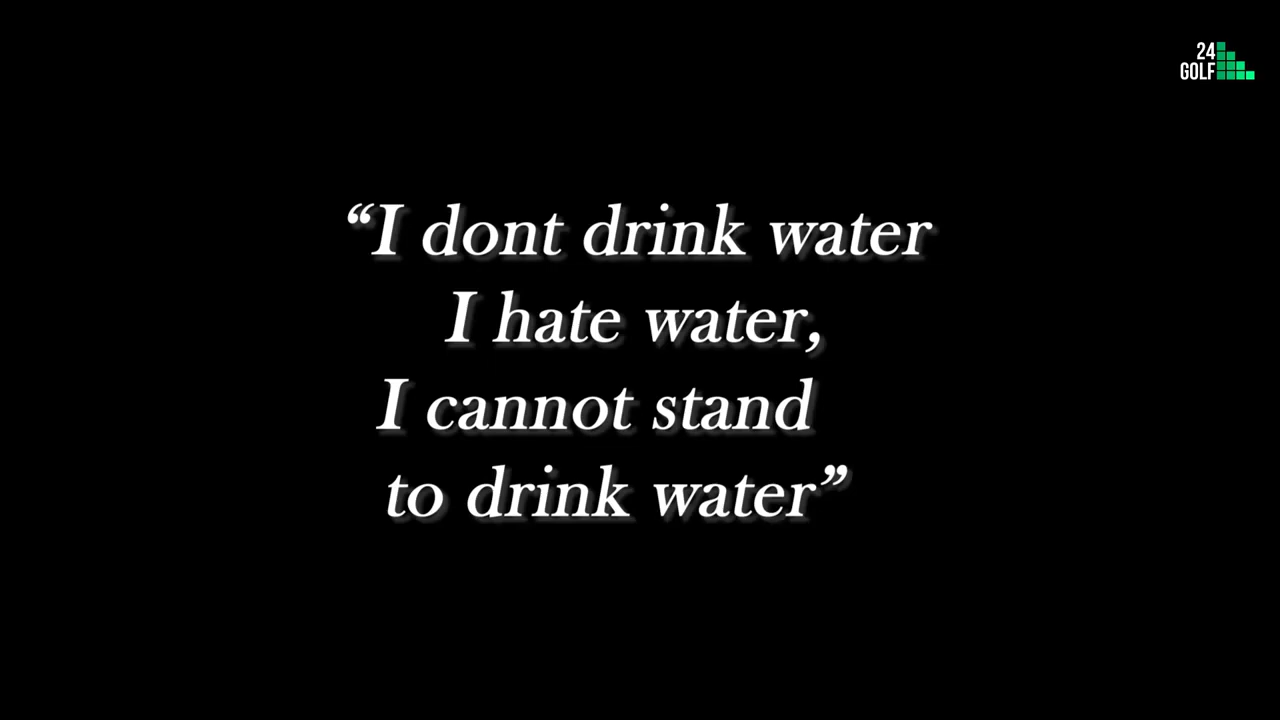 24
GOLF
“I dont drink water
I hate water,
I cannot stand
to drink water”